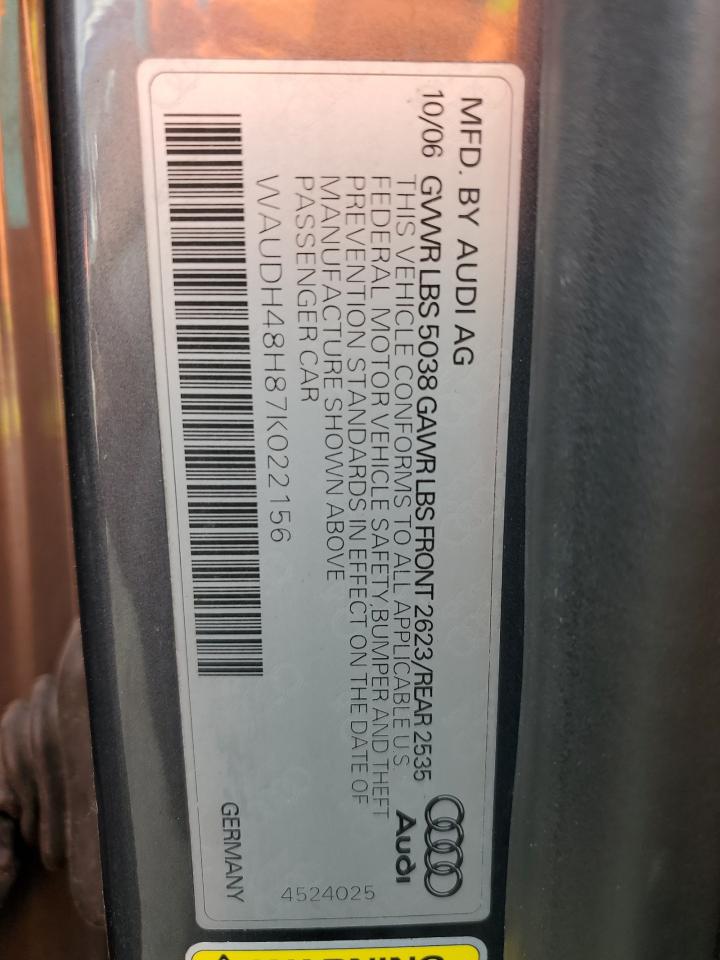 MFD. BY AUDI AG
10/06 GVWR LBS 5038 GAWR LBS FRONT 2623/REAR 2535
THIS VEHICLE CONFORMS TO ALL APPLICABLE U.S.
FEDERAL MOTOR VEHICLE SAFETY, BUMPER AND THEFT
PREVENTION STANDARDS IN EFFECT ON THE DATE OF
MANUFACTURE SHOWN ABOVE
PASSENGER CAR
WAUDH48H87K022156
Audi
GERMANY
4524025
WARNING